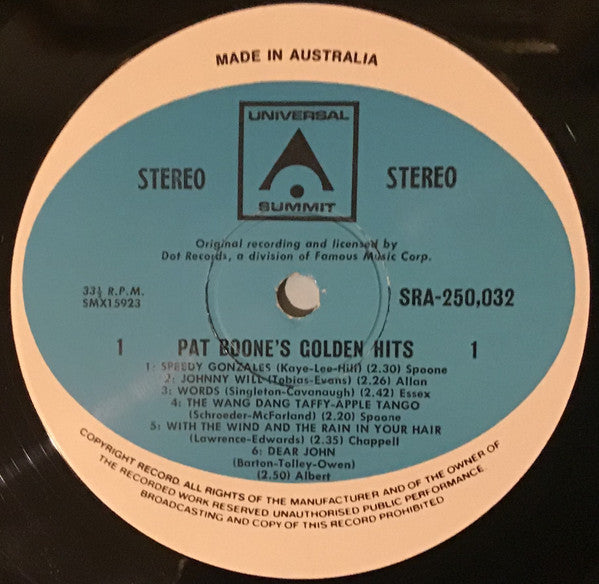 MADE IN AUSTRALIA
UNIVERSAL
SUMMIT
STEREO STEREO
Original recording and licensed by
Dot Records, a division of Famous Music Corp.
33⅓ R.P.M.
SMX15923
SRA-250,032
1 PAT BOONE'S GOLDEN HITS 1
1: SPEEDY GONZALES (Kaye-Lee-Hill) (2.30) Spoone
2: JOHNNY WILL (Tobias-Evans) (2.26) Allan
3: WORDS (Singleton-Cavanaugh) (2.42) Essex
4: THE WANG DANG TAFFY-APPLE TANGO
(Schroeder-McForland) (2.20) Spoone
5: WITH THE WIND AND THE RAIN IN YOUR HAIR
(Lawrence-Edwards) (2.35) Chappell
6: DEAR JOHN
(Barton-Tolley-Owen)
(2.50) Albert
COPYRIGHT RECORD. ALL RIGHTS OF THE MANUFACTURER AND OF THE OWNER OF
THE RECORDED WORK RESERVED UNAUTHORISED PUBLIC PERFORMANCE
BROADCASTING AND COPY OF THIS RECORD PROHIBITED